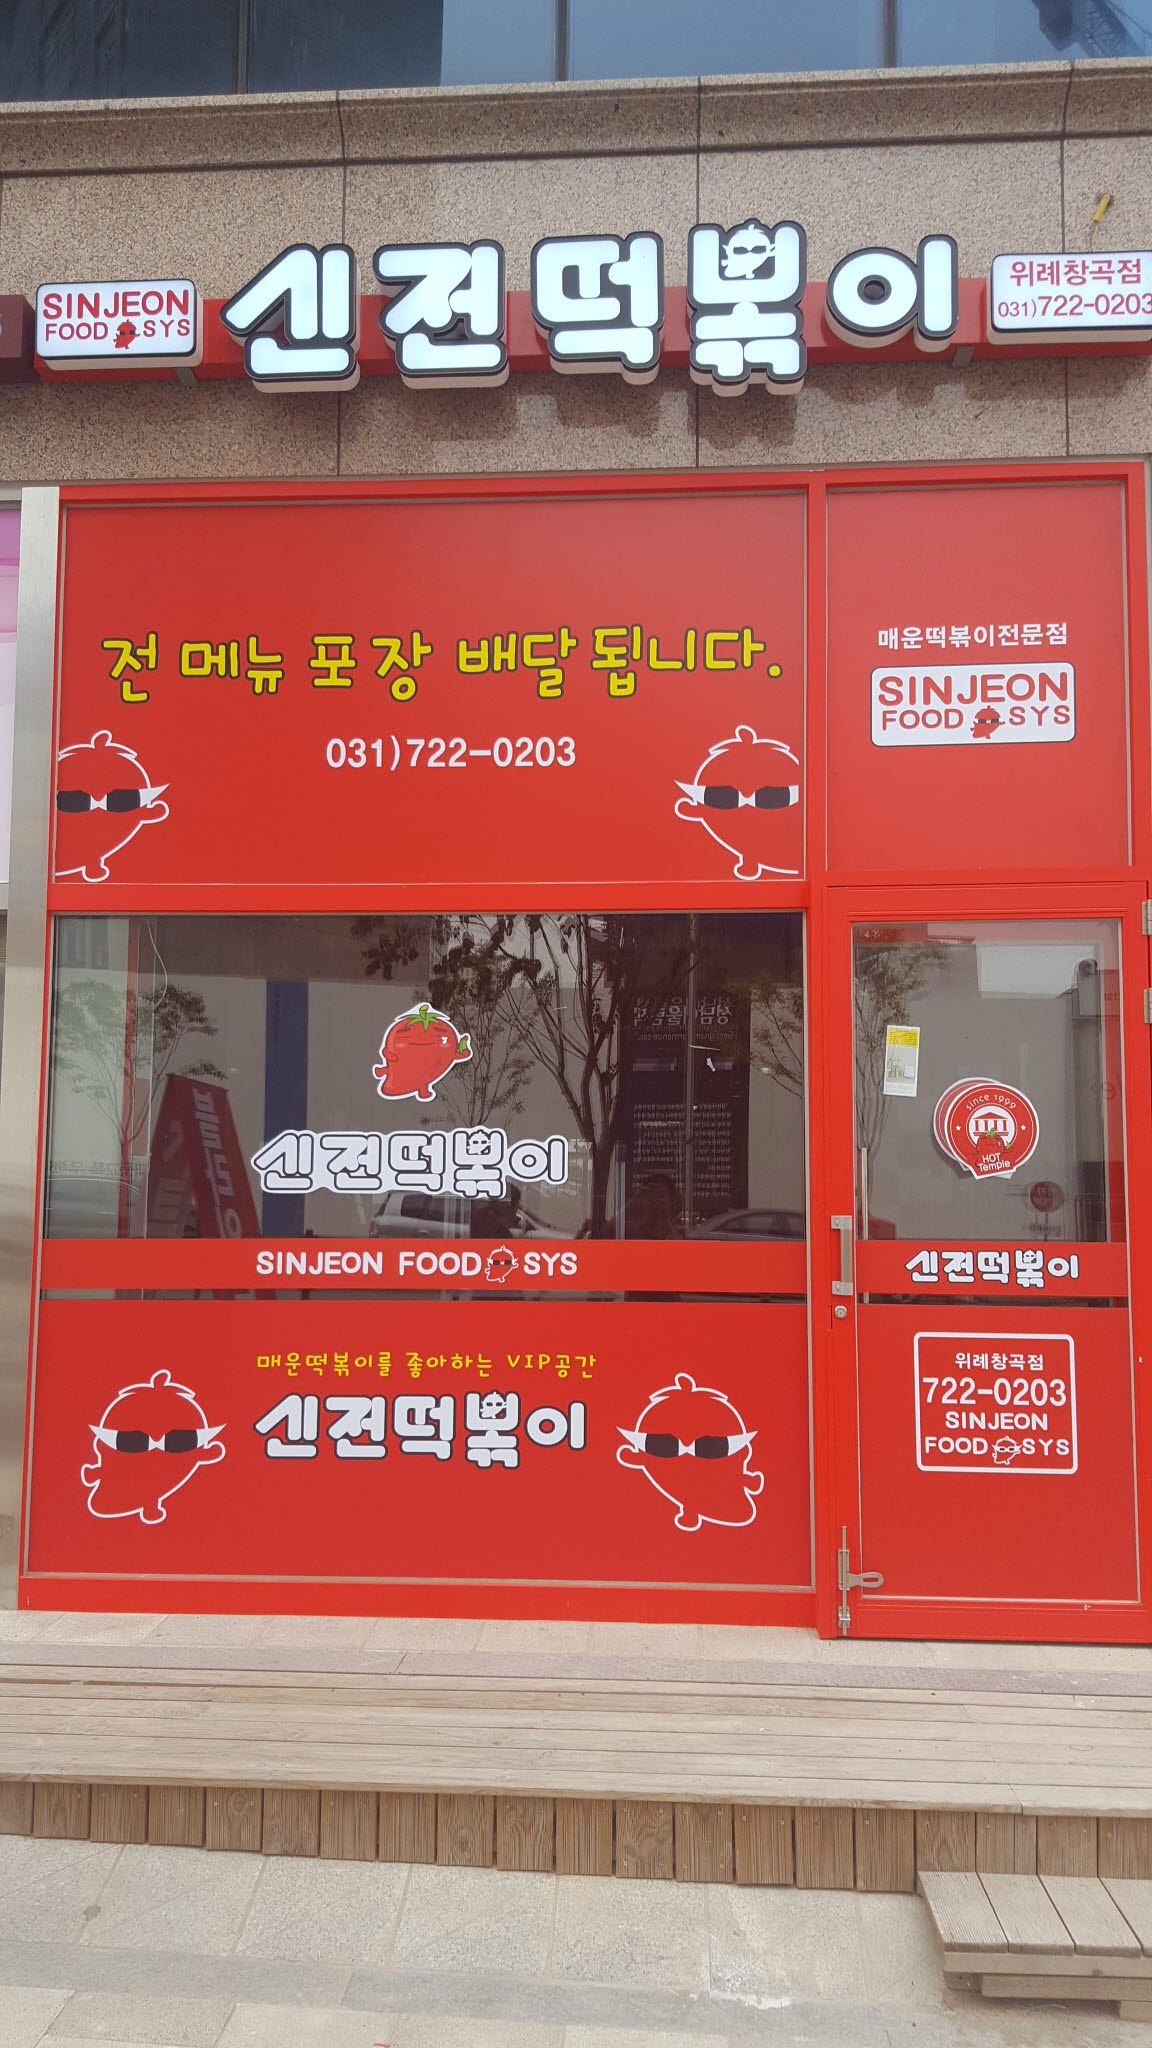 SINJEON
FOOD SYS
신전떡볶이
위례창곡점
031)722-0203
전 메뉴 포장 배달 됩니다.
031)722-0203
매운떡볶이전문점
SINJEON
FOOD SYS
신전떡볶이
SINJEON FOOD SYS
매운떡볶이를 좋아하는 VIP공간
신전떡볶이
since 1999
HOT
Temple
신전떡볶이
위례창곡점
722-0203
SINJEON
FOOD SYS